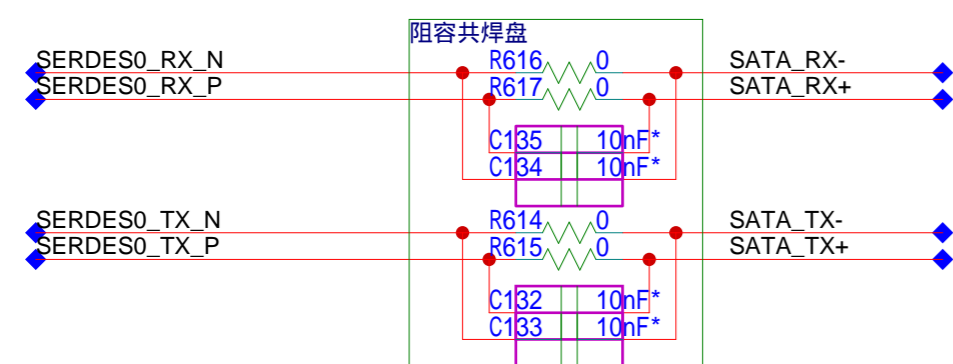 阻容共焊盘
SERDES0_RX_N R616 0 SATA_RX-
SERDES0_RX_P R617 0 SATA_RX+
C135 10nF*
C134 10nF*
SERDES0_TX_N R614 0 SATA_TX-
SERDES0_TX_P R615 0 SATA_TX+
C132 10nF*
C133 10nF*